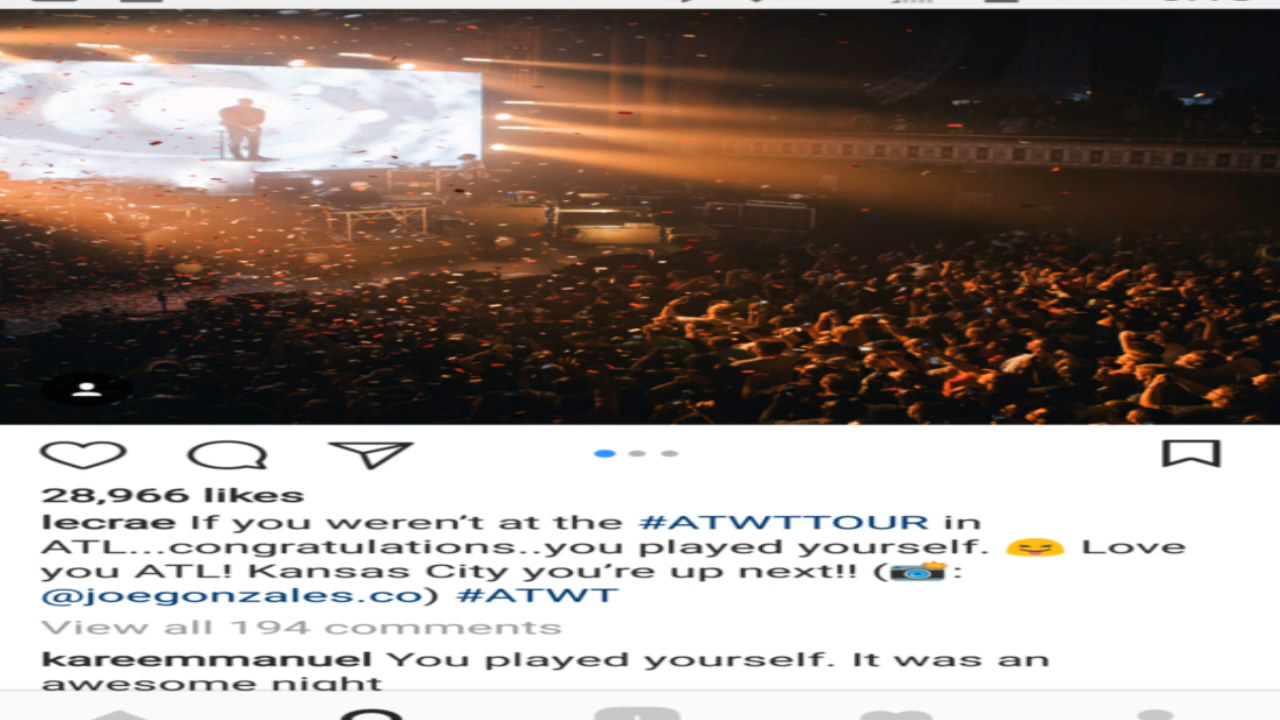 28,966 likes
lecrae If you weren't at the #ATWTTOUR in
ATL...congratulations..you played yourself. 😝 Love
you ATL! Kansas City you're up next!! (📸:
@joegonzales.co) #ATWT
View all 194 comments
kareemmanuel You played yourself. It was an
awesome night